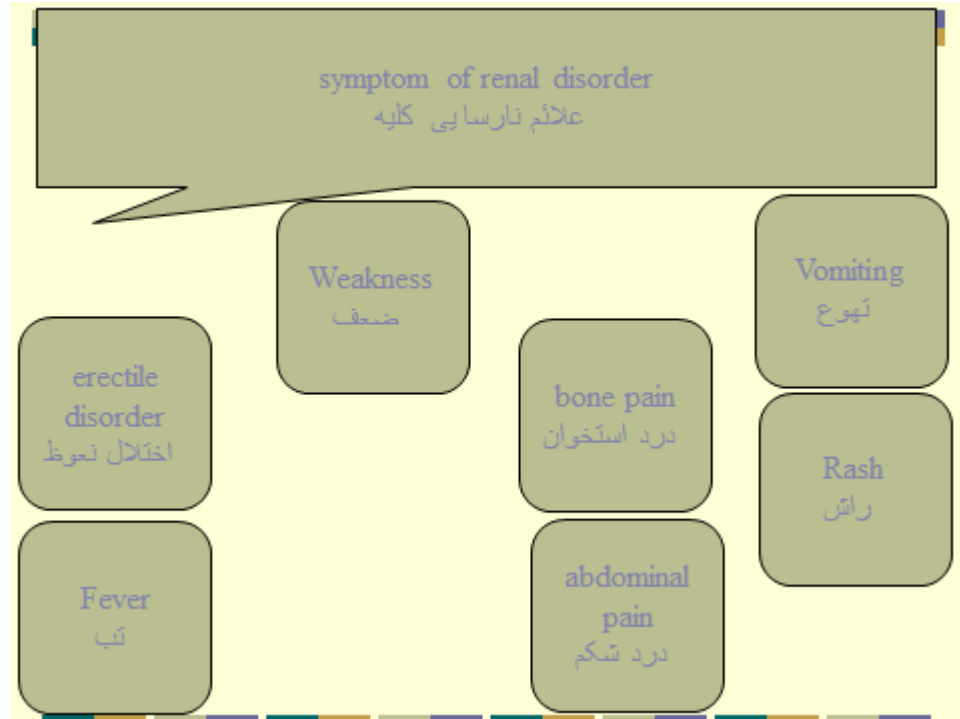 symptom of renal disorder
علائم نارسایی کلیه
Weakness
ضعف
Vomiting
تهوع
erectile
disorder
اختلال نعوظ
bone pain
درد استخوان
Rash
راش
Fever
تب
abdominal
pain
درد شکم